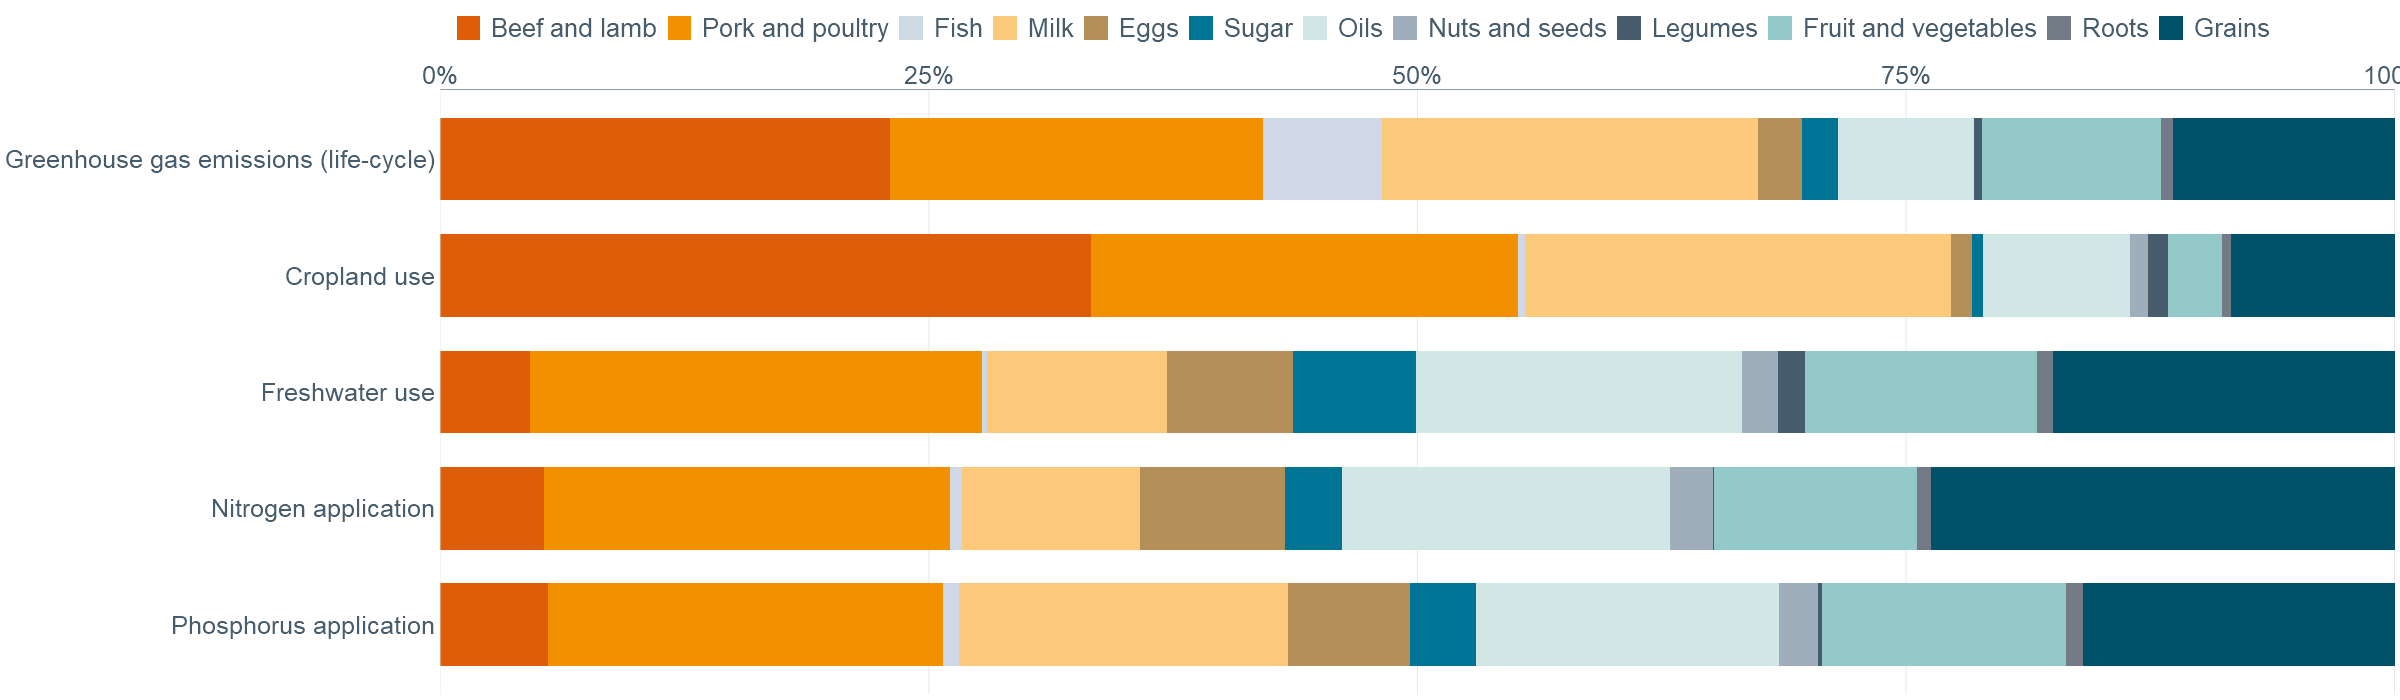 Beef and lamb Pork and poultry Fish Milk Eggs Sugar Oils Nuts and seeds Legumes Fruit and vegetables Roots Grains
0% 25% 50% 75% 100
Greenhouse gas emissions (life-cycle)
Cropland use
Freshwater use
Nitrogen application
Phosphorus application